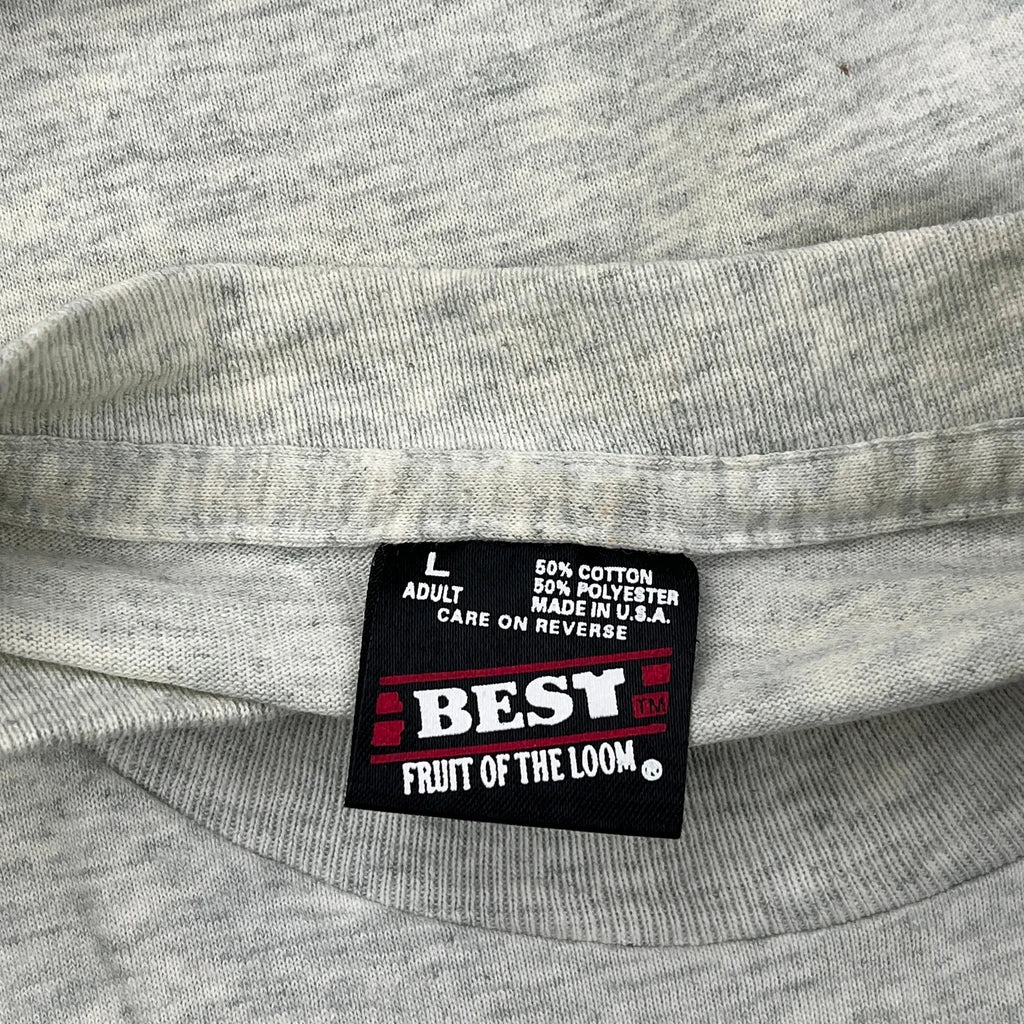 L
ADULT
50% COTTON
50% POLYESTER
MADE IN U.S.A.
CARE ON REVERSE
BEST TM
FRUIT OF THE LOOM ®